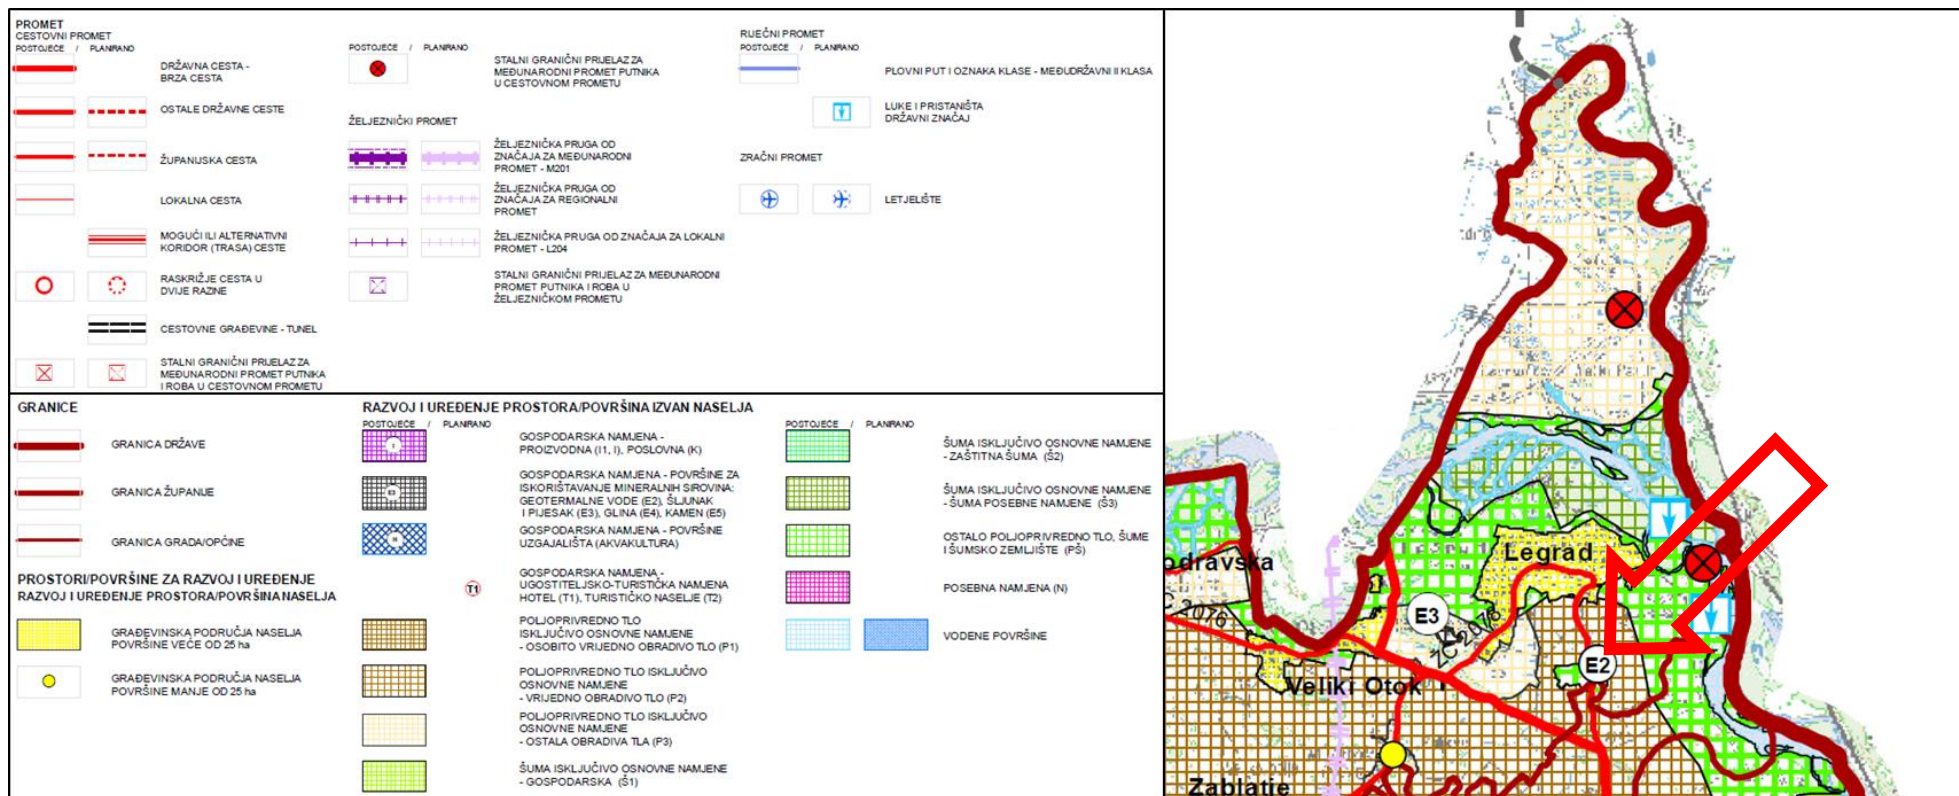 PROMET
CESTOVNI PROMET
POSTOJEĆE / PLANIRANO
DRŽAVNA CESTA -
BRZA CESTA
OSTALE DRŽAVNE CESTE
ŽUPANIJSKA CESTA
LOKALNA CESTA
MOGUĆI ILI ALTERNATIVNI
KORIDOR (TRASA) CESTE
RASKRIŽJE CESTA U
DVIJE RAZINE
CESTOVNE GRAĐEVINE - TUNEL
STALNI GRANIČNI PRIJELAZ ZA
MEĐUNARODNI PROMET PUTNIKA
I ROBA U CESTOVNOM PROMETU
POSTOJEĆE / PLANIRANO
STALNI GRANIČNI PRIJELAZ ZA
MEĐUNARODNI PROMET PUTNIKA
U CESTOVNOM PROMETU
ŽELJEZNIČKI PROMET
ŽELJEZNIČKA PRUGA OD
ZNAČAJA ZA MEĐUNARODNI
PROMET - M201
ŽELJEZNIČKA PRUGA OD
ZNAČAJA ZA REGIONALNI
PROMET
ŽELJEZNIČKA PRUGA OD ZNAČAJA ZA LOKALNI
PROMET - L204
STALNI GRANIČNI PRIJELAZ ZA MEĐUNARODNI
PROMET PUTNIKA I ROBA U
ŽELJEZNIČKOM PROMETU
RIJEČNI PROMET
POSTOJEĆE / PLANIRANO
PLOVNI PUT I OZNAKA KLASE - MEĐUDRŽAVNI II KLASA
LUKE I PRISTANIŠTA
DRŽAVNI ZNAČAJ
ZRAČNI PROMET
LETJELIŠTE
GRANICE
GRANICA DRŽAVE
GRANICA ŽUPANIJE
GRANICA GRADA/OPĆINE
PROSTORI/POVRŠINE ZA RAZVOJ I UREĐENJE
RAZVOJ I UREĐENJE PROSTORA/POVRŠINA NASELJA
GRAĐEVINSKA PODRUČJA NASELJA
POVRŠINE VEĆE OD 25 ha
GRAĐEVINSKA PODRUČJA NASELJA
POVRŠINE MANJE OD 25 ha
RAZVOJ I UREĐENJE PROSTORA/POVRŠINA IZVAN NASELJA
POSTOJEĆE / PLANIRANO
GOSPODARSKA NAMJENA -
PROIZVODNA (I1, I), POSLOVNA (K)
E3
GOSPODARSKA NAMJENA - POVRŠINE ZA
ISKORIŠTAVANJE MINERALNIH SIROVINA:
GEOTERMALNE VODE (E2), ŠLJUNAK
I PIJESAK (E3), GLINA (E4), KAMEN (E5)
GOSPODARSKA NAMJENA - POVRŠINE
UZGAJALIŠTA (AKVAKULTURA)
T1
GOSPODARSKA NAMJENA -
UGOSTITELJSKO-TURISTIČKA NAMJENA
HOTEL (T1), TURISTIČKO NASELJE (T2)
POLJOPRIVREDNO TLO
ISKLJUČIVO OSNOVNE NAMJENE
- OSOBITO VRIJEDNO OBRADIVO TLO (P1)
POLJOPRIVREDNO TLO ISKLJUČIVO
OSNOVNE NAMJENE
- VRIJEDNO OBRADIVO TLO (P2)
POLJOPRIVREDNO TLO ISKLJUČIVO
OSNOVNE NAMJENE
- OSTALA OBRADIVA TLA (P3)
ŠUMA ISKLJUČIVO OSNOVNE NAMJENE
- GOSPODARSKA (Š1)
POSTOJEĆE / PLANIRANO
ŠUMA ISKLJUČIVO OSNOVNE NAMJENE
- ZAŠTITNA ŠUMA (Š2)
ŠUMA ISKLJUČIVO OSNOVNE NAMJENE
- ŠUMA POSEBNE NAMJENE (Š3)
OSTALO POLJOPRIVREDNO TLO, ŠUME
I ŠUMSKO ZEMLJIŠTE (PŠ)
POSEBNA NAMJENA (N)
VODENE POVRŠINE
Legrad
odravska
C 2076
E3
ŽC 2076
E2
Veliki Otok
Zablatje